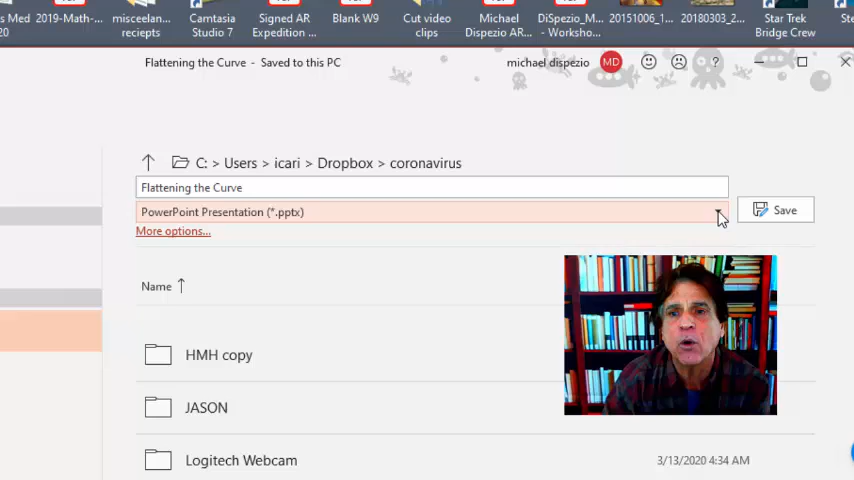 s Med 2019-Math-... misceelan... Camtasia Signed AR Blank W9 Cut video Michael DiSpezio_M... 20151006_1... 20180303_2... Star Trek Ste
20 reciepts Studio 7 Expedition ... clips Dispezio AR... - Worksho... Bridge Crew
Flattening the Curve - Saved to this PC michael dispezio MD ?
C: > Users > icari > Dropbox > coronavirus
Flattening the Curve
PowerPoint Presentation (*.pptx) Save
More options...
Name
HMH copy
JASON
Logitech Webcam 3/13/2020 4:34 AM